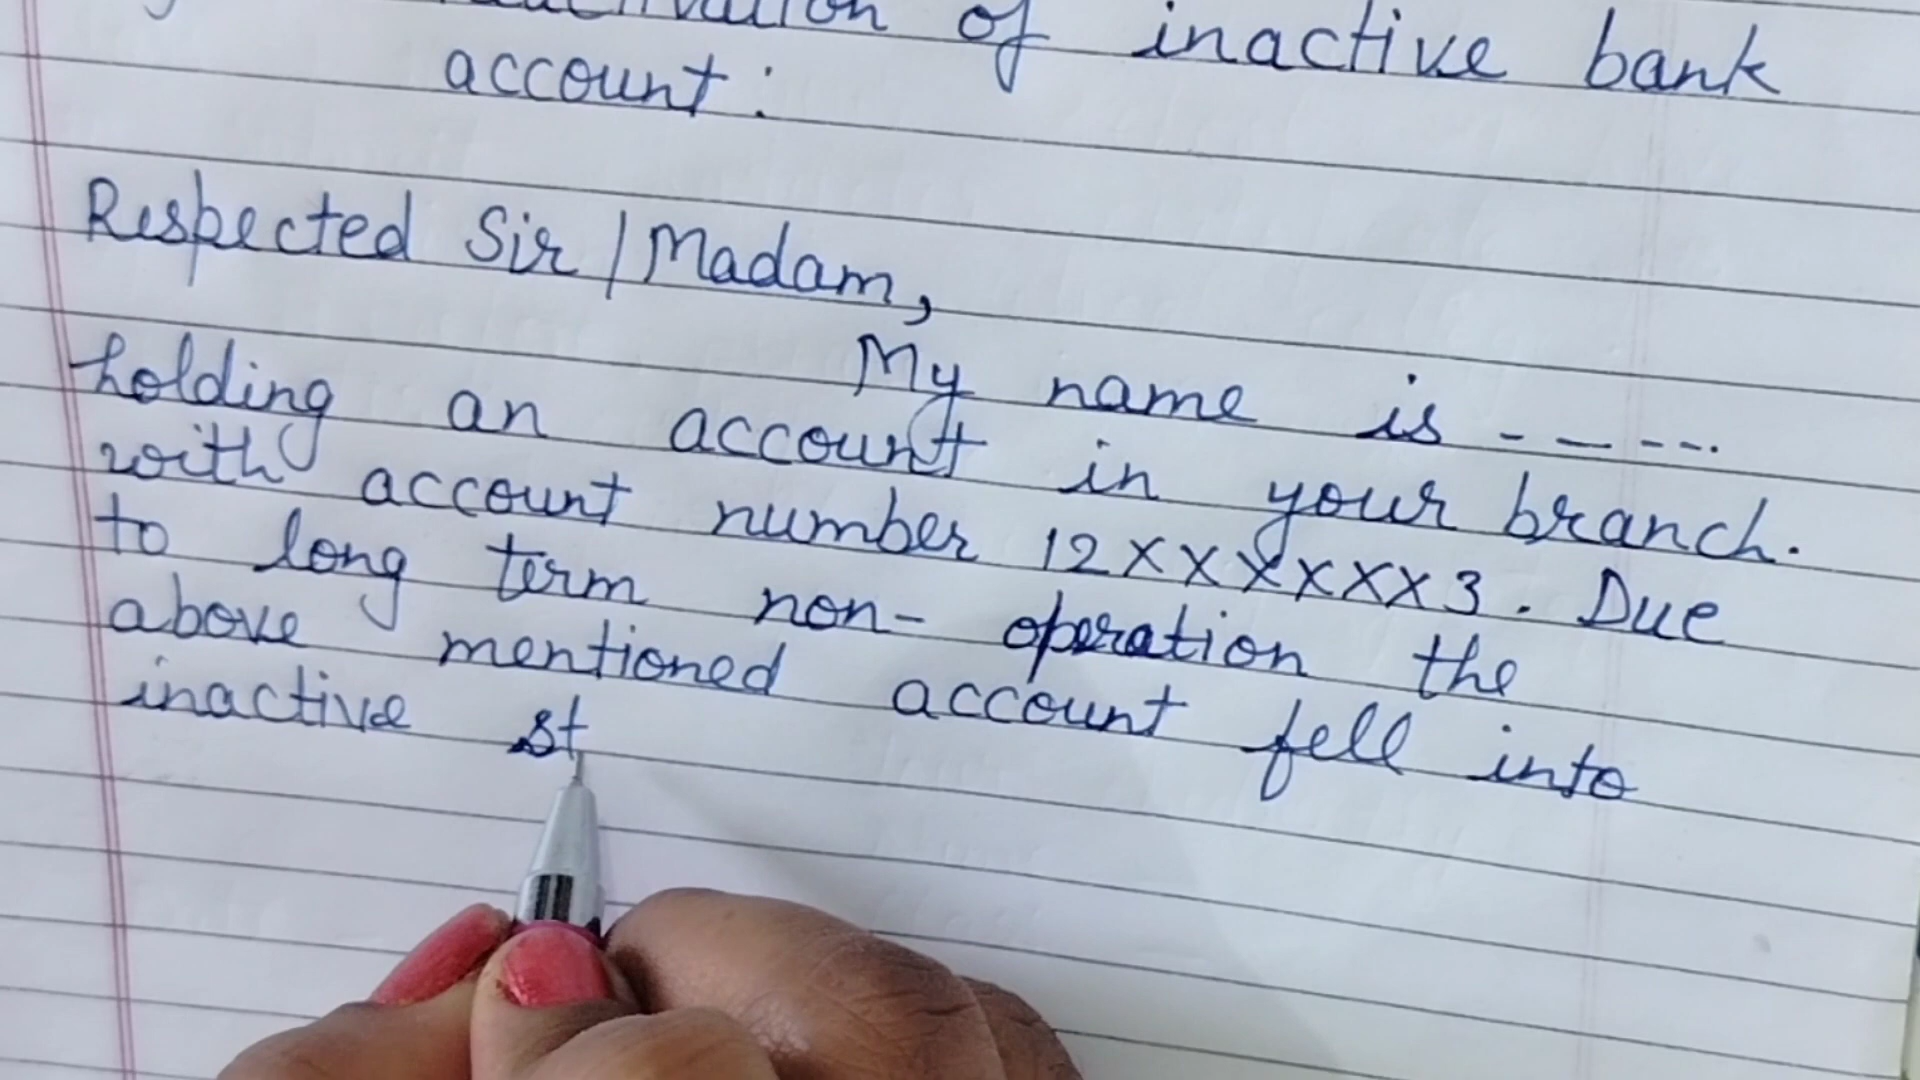 of inactive bank
account:
Respected Sir/Madam,
My name is - - - - -.
holding an account in your branch.
with account number 12XXXXXXX3. Due
to long term non-operation the
above mentioned account fell into
inactive st